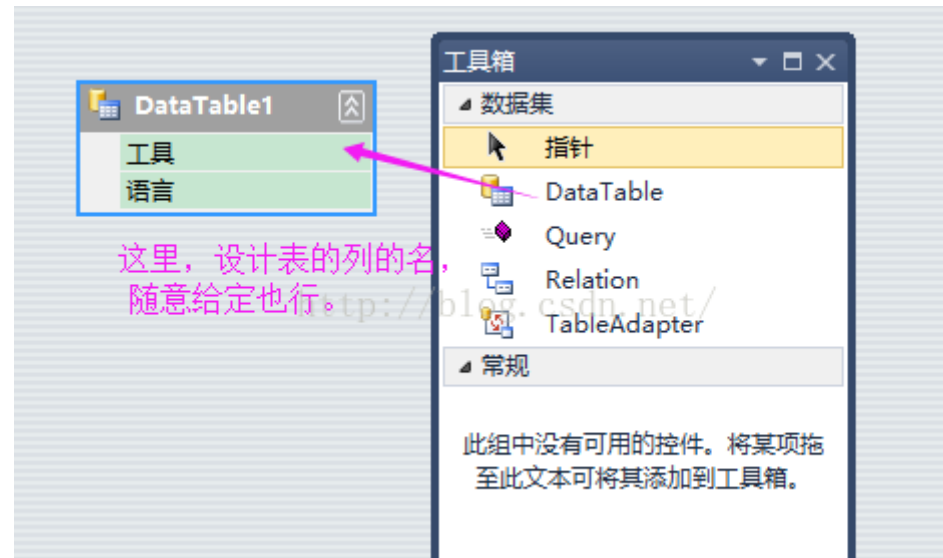 DataTable1
工具
语言
这里，设计表的列的名，
随意给定也行。
http://blog.csdn.net/
工具箱
数据集
指针
DataTable
Query
Relation
TableAdapter
常规
此组中没有可用的控件。将某项拖
至此文本可将其添加到工具箱。